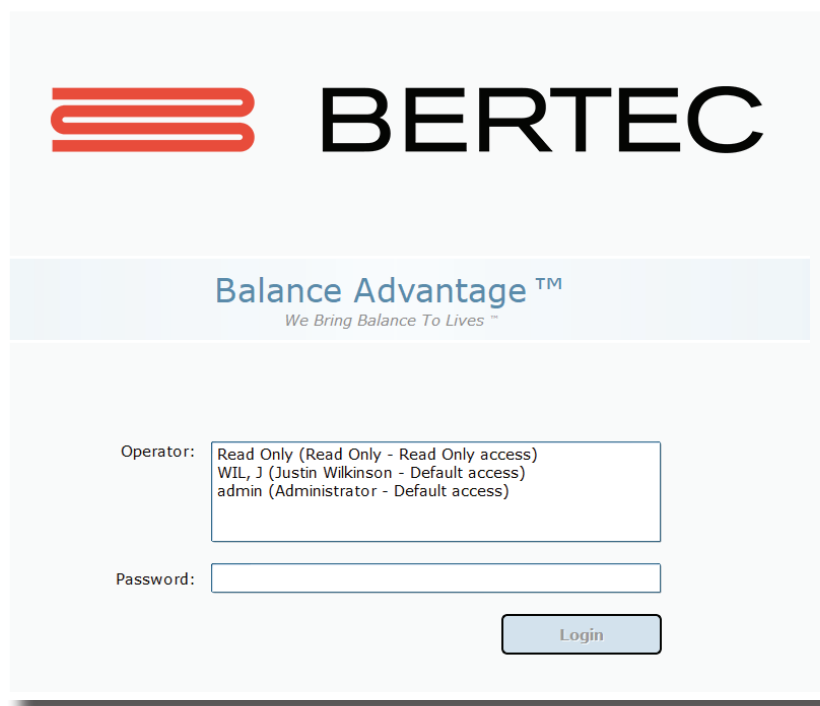 BERTEC
Balance Advantage ™
We Bring Balance To Lives ™
Operator:
Read Only (Read Only - Read Only access)
WIL, J (Justin Wilkinson - Default access)
admin (Administrator - Default access)
Password:
Login